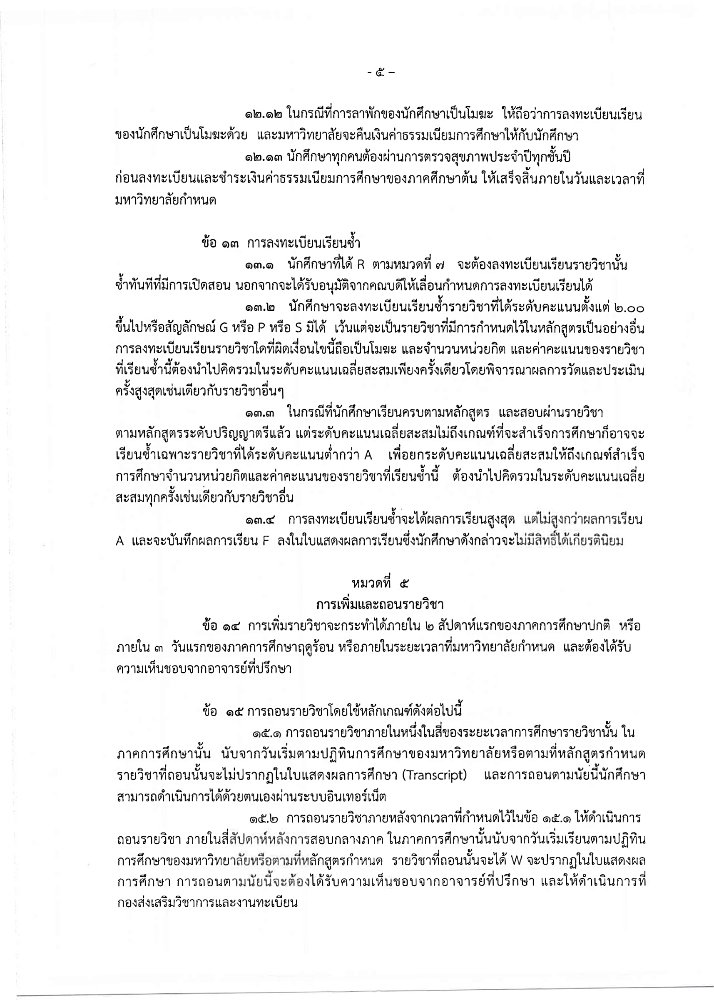 - ๕ –
๑๒.๑๒ ในกรณีที่การลาพักของนักศึกษาเป็นโมฆะ ให้ถือว่าการลงทะเบียนเรียน
ของนักศึกษาเป็นโมฆะด้วย และมหาวิทยาลัยจะคืนเงินค่าธรรมเนียมการศึกษาให้กับนักศึกษา
๑๒.๑๓ นักศึกษาทุกคนต้องผ่านการตรวจสุขภาพประจำปีทุกชั้นปี
ก่อนลงทะเบียนและชำระเงินค่าธรรมเนียมการศึกษาของภาคศึกษาต้น ให้เสร็จสิ้นภายในวันและเวลาที่
มหาวิทยาลัยกำหนด
ข้อ ๑๓ การลงทะเบียนเรียนซ้ำ
๑๓.๑ นักศึกษาที่ได้ R ตามหมวดที่ ๗ จะต้องลงทะเบียนเรียนรายวิชานั้น
ซ้ำทันทีที่มีการเปิดสอน นอกจากจะได้รับอนุมัติจากคณบดีให้เลื่อนกำหนดการลงทะเบียนเรียนได้
๑๓.๒ นักศึกษาจะลงทะเบียนเรียนซ้ำรายวิชาที่ได้ระดับคะแนนตั้งแต่ ๒.๐๐
ขึ้นไปหรือสัญลักษณ์ G หรือ P หรือ S มิได้ เว้นแต่จะเป็นรายวิชาที่มีการกำหนดไว้ในหลักสูตรเป็นอย่างอื่น
การลงทะเบียนเรียนรายวิชาใดที่ผิดเงื่อนไขนี้ถือเป็นโมฆะ และจำนวนหน่วยกิต และค่าคะแนนของรายวิชา
ที่เรียนซ้ำนี้ต้องนำไปคิดรวมในระดับคะแนนเฉลี่ยสะสมเพียงครั้งเดียวโดยพิจารณาผลการวัดและประเมิน
ครั้งสูงสุดเช่นเดียวกับรายวิชาอื่นๆ
๑๓.๓ ในกรณีที่นักศึกษาเรียนครบตามหลักสูตร และสอบผ่านรายวิชา
ตามหลักสูตรระดับปริญญาตรีแล้ว แต่ระดับคะแนนเฉลี่ยสะสมไม่ถึงเกณฑ์ที่จะสำเร็จการศึกษาก็อาจจะ
เรียนซ้ำเฉพาะรายวิชาที่ได้ระดับคะแนนต่ำกว่า A เพื่อยกระดับคะแนนเฉลี่ยสะสมให้ถึงเกณฑ์สำเร็จ
การศึกษาจำนวนหน่วยกิตและค่าคะแนนของรายวิชาที่เรียนซ้ำนี้ ต้องนำไปคิดรวมในระดับคะแนนเฉลี่ย
สะสมทุกครั้งเช่นเดียวกับรายวิชาอื่น
๑๓.๔ การลงทะเบียนเรียนซ้ำจะได้ผลการเรียนสูงสุด แต่ไม่สูงกว่าผลการเรียน
A และจะบันทึกผลการเรียน F ลงในใบแสดงผลการเรียนซึ่งนักศึกษาดังกล่าวจะไม่มีสิทธิ์ได้เกียรตินิยม
หมวดที่ ๕
การเพิ่มและถอนรายวิชา
ข้อ ๑๔ การเพิ่มรายวิชาจะกระทำได้ภายใน ๒ สัปดาห์แรกของภาคการศึกษาปกติ หรือ
ภายใน ๓ วันแรกของภาคการศึกษาฤดูร้อน หรือภายในระยะเวลาที่มหาวิทยาลัยกำหนด และต้องได้รับ
ความเห็นชอบจากอาจารย์ที่ปรึกษา
ข้อ ๑๕ การถอนรายวิชาโดยใช้หลักเกณฑ์ดังต่อไปนี้
๑๕.๑ การถอนรายวิชาภายในหนึ่งในสี่ของระยะเวลาการศึกษารายวิชานั้น ใน
ภาคการศึกษานั้น นับจากวันเริ่มตามปฏิทินการศึกษาของมหาวิทยาลัยหรือตามที่หลักสูตรกำหนด
รายวิชาที่ถอนนั้นจะไม่ปรากฏในใบแสดงผลการศึกษา (Transcript) และการถอนตามนัยนี้นักศึกษา
สามารถดำเนินการได้ด้วยตนเองผ่านระบบอินเทอร์เน็ต
๑๕.๒ การถอนรายวิชาภายหลังจากเวลาที่กำหนดไว้ในข้อ ๑๕.๑ ให้ดำเนินการ
ถอนรายวิชา ภายในสี่สัปดาห์หลังการสอบกลางภาค ในภาคการศึกษานั้นนับจากวันเริ่มเรียนตามปฏิทิน
การศึกษาของมหาวิทยาลัยหรือตามที่หลักสูตรกำหนด รายวิชาที่ถอนนั้นจะได้ W จะปรากฏในใบแสดงผล
การศึกษา การถอนตามนัยนี้จะต้องได้รับความเห็นชอบจากอาจารย์ที่ปรึกษา และให้ดำเนินการที่
กองส่งเสริมวิชาการและงานทะเบียน